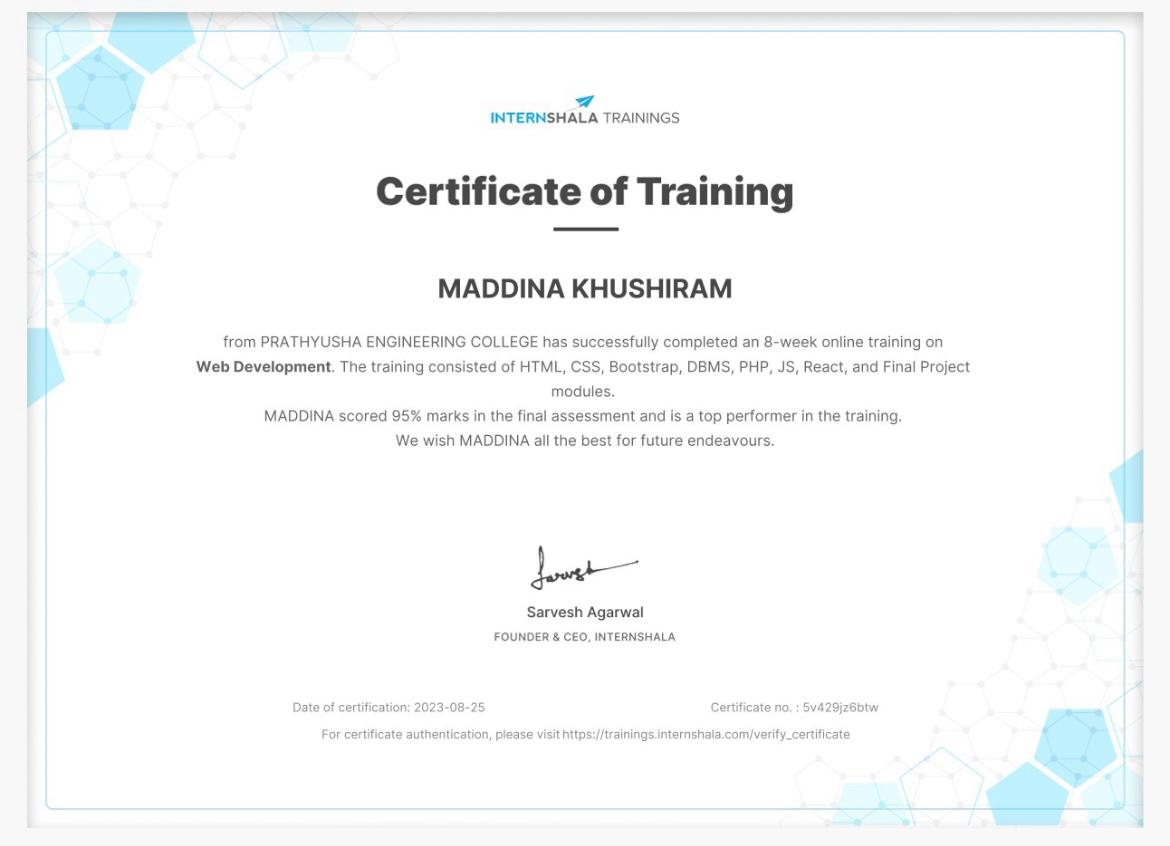 INTERNSHALA TRAININGS
Certificate of Training
MADDINA KHUSHIRAM
from PRATHYUSHA ENGINEERING COLLEGE has successfully completed an 8-week online training on
Web Development. The training consisted of HTML, CSS, Bootstrap, DBMS, PHP, JS, React, and Final Project
modules.
MADDINA scored 95% marks in the final assessment and is a top performer in the training.
We wish MADDINA all the best for future endeavours.
Sarvesh
Sarvesh Agarwal
FOUNDER & CEO, INTERNSHALA
Date of certification: 2023-08-25
Certificate no. : 5v429jz6btw
For certificate authentication, please visit https://trainings.internshala.com/verify_certificate